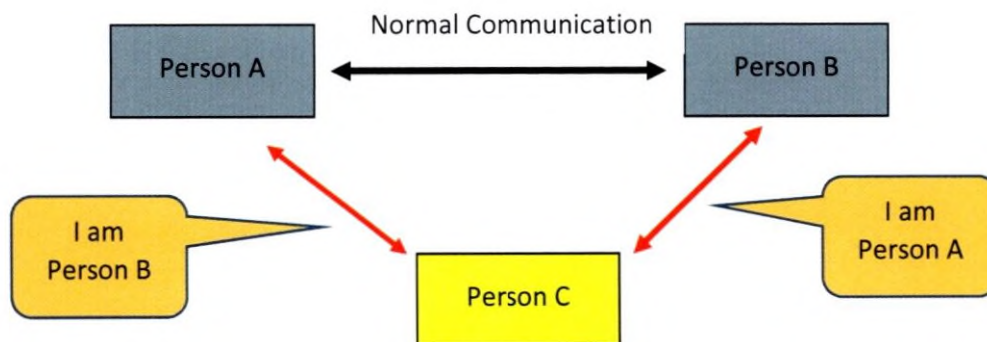 Normal Communication
Person A
Person B
I am
Person B
I am
Person A
Person C